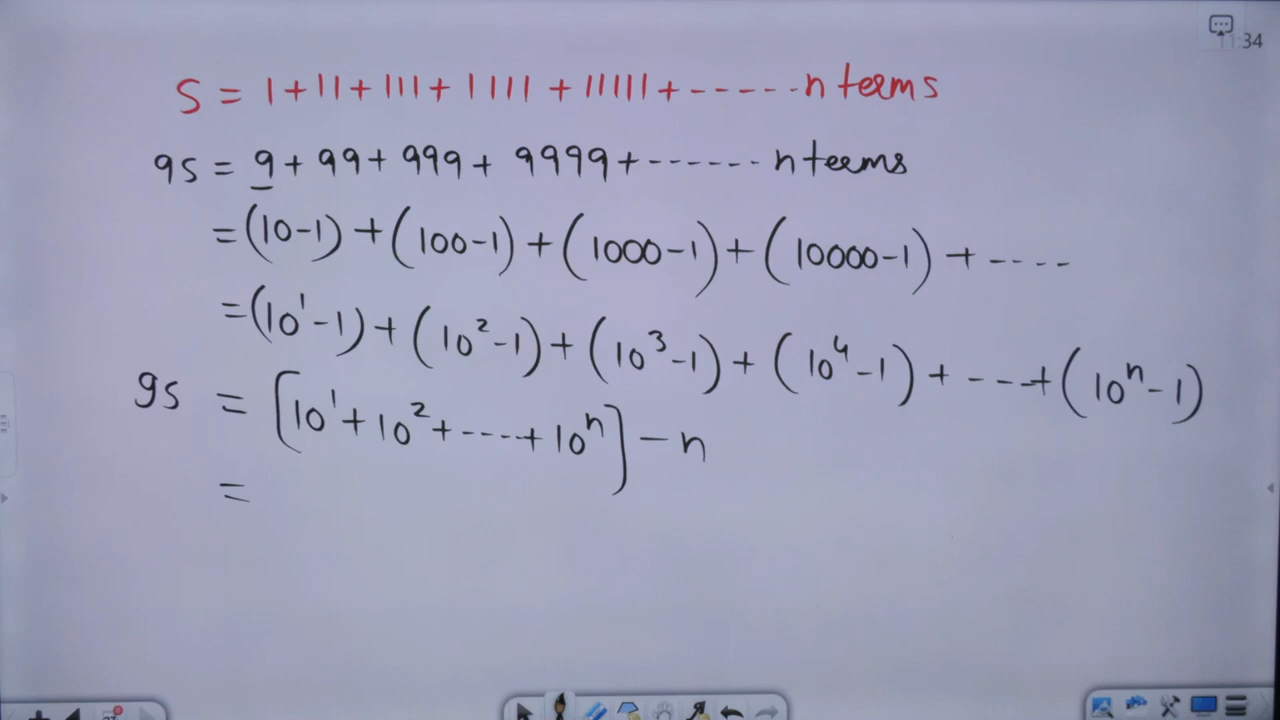 11:34
S = 1 + 11 + 111 + 1111 + 11111 + ------ n terms
9S = 9 + 99 + 999 + 9999 + ------ n terms
= (10-1) + (100-1) + (1000-1) + (10000-1) + ----
= (10¹-1) + (10²-1) + (10³-1) + (10⁴-1) + ---+ (10ⁿ-1)
9S = [10¹ + 10² + ----+ 10ⁿ] - n
=